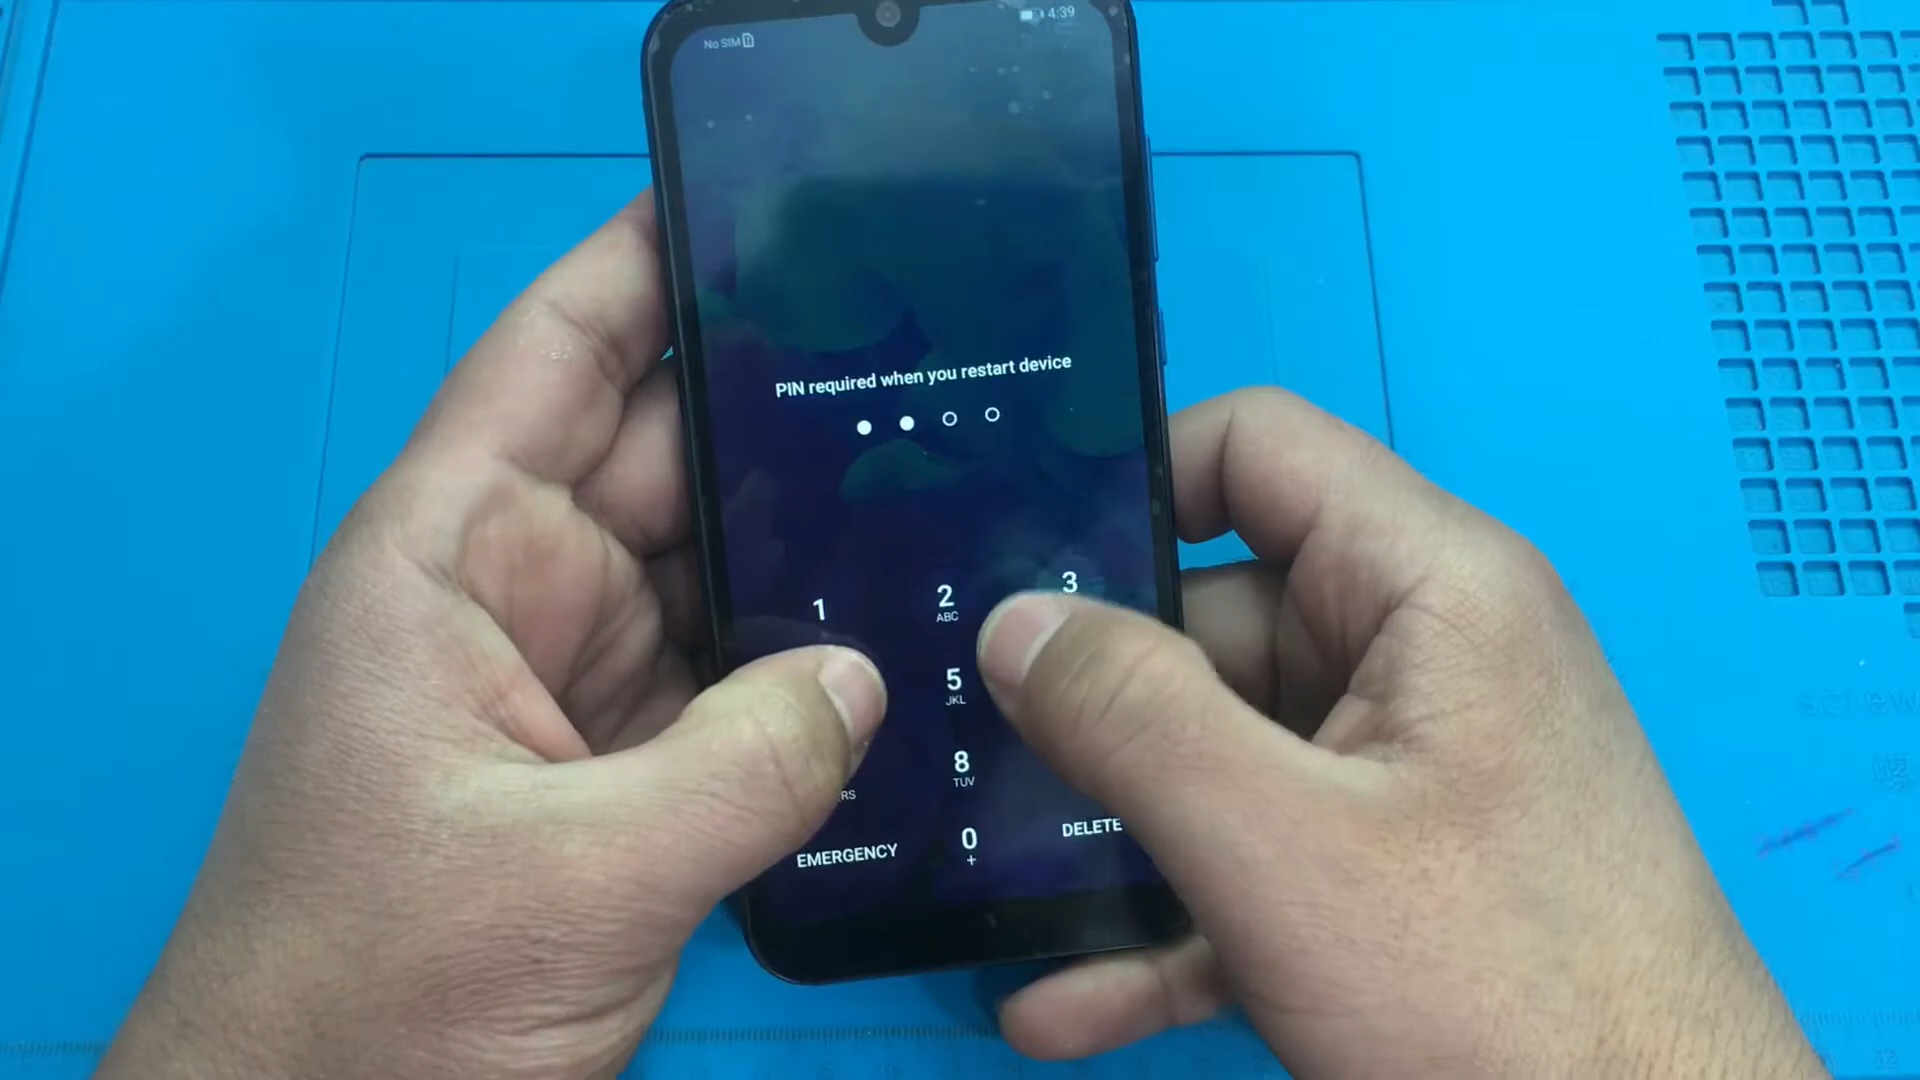 No SIM 4:39
PIN required when you restart device
1 2 3
ABC
5
JKL
8
TUV
RS
EMERGENCY 0 DELETE
+